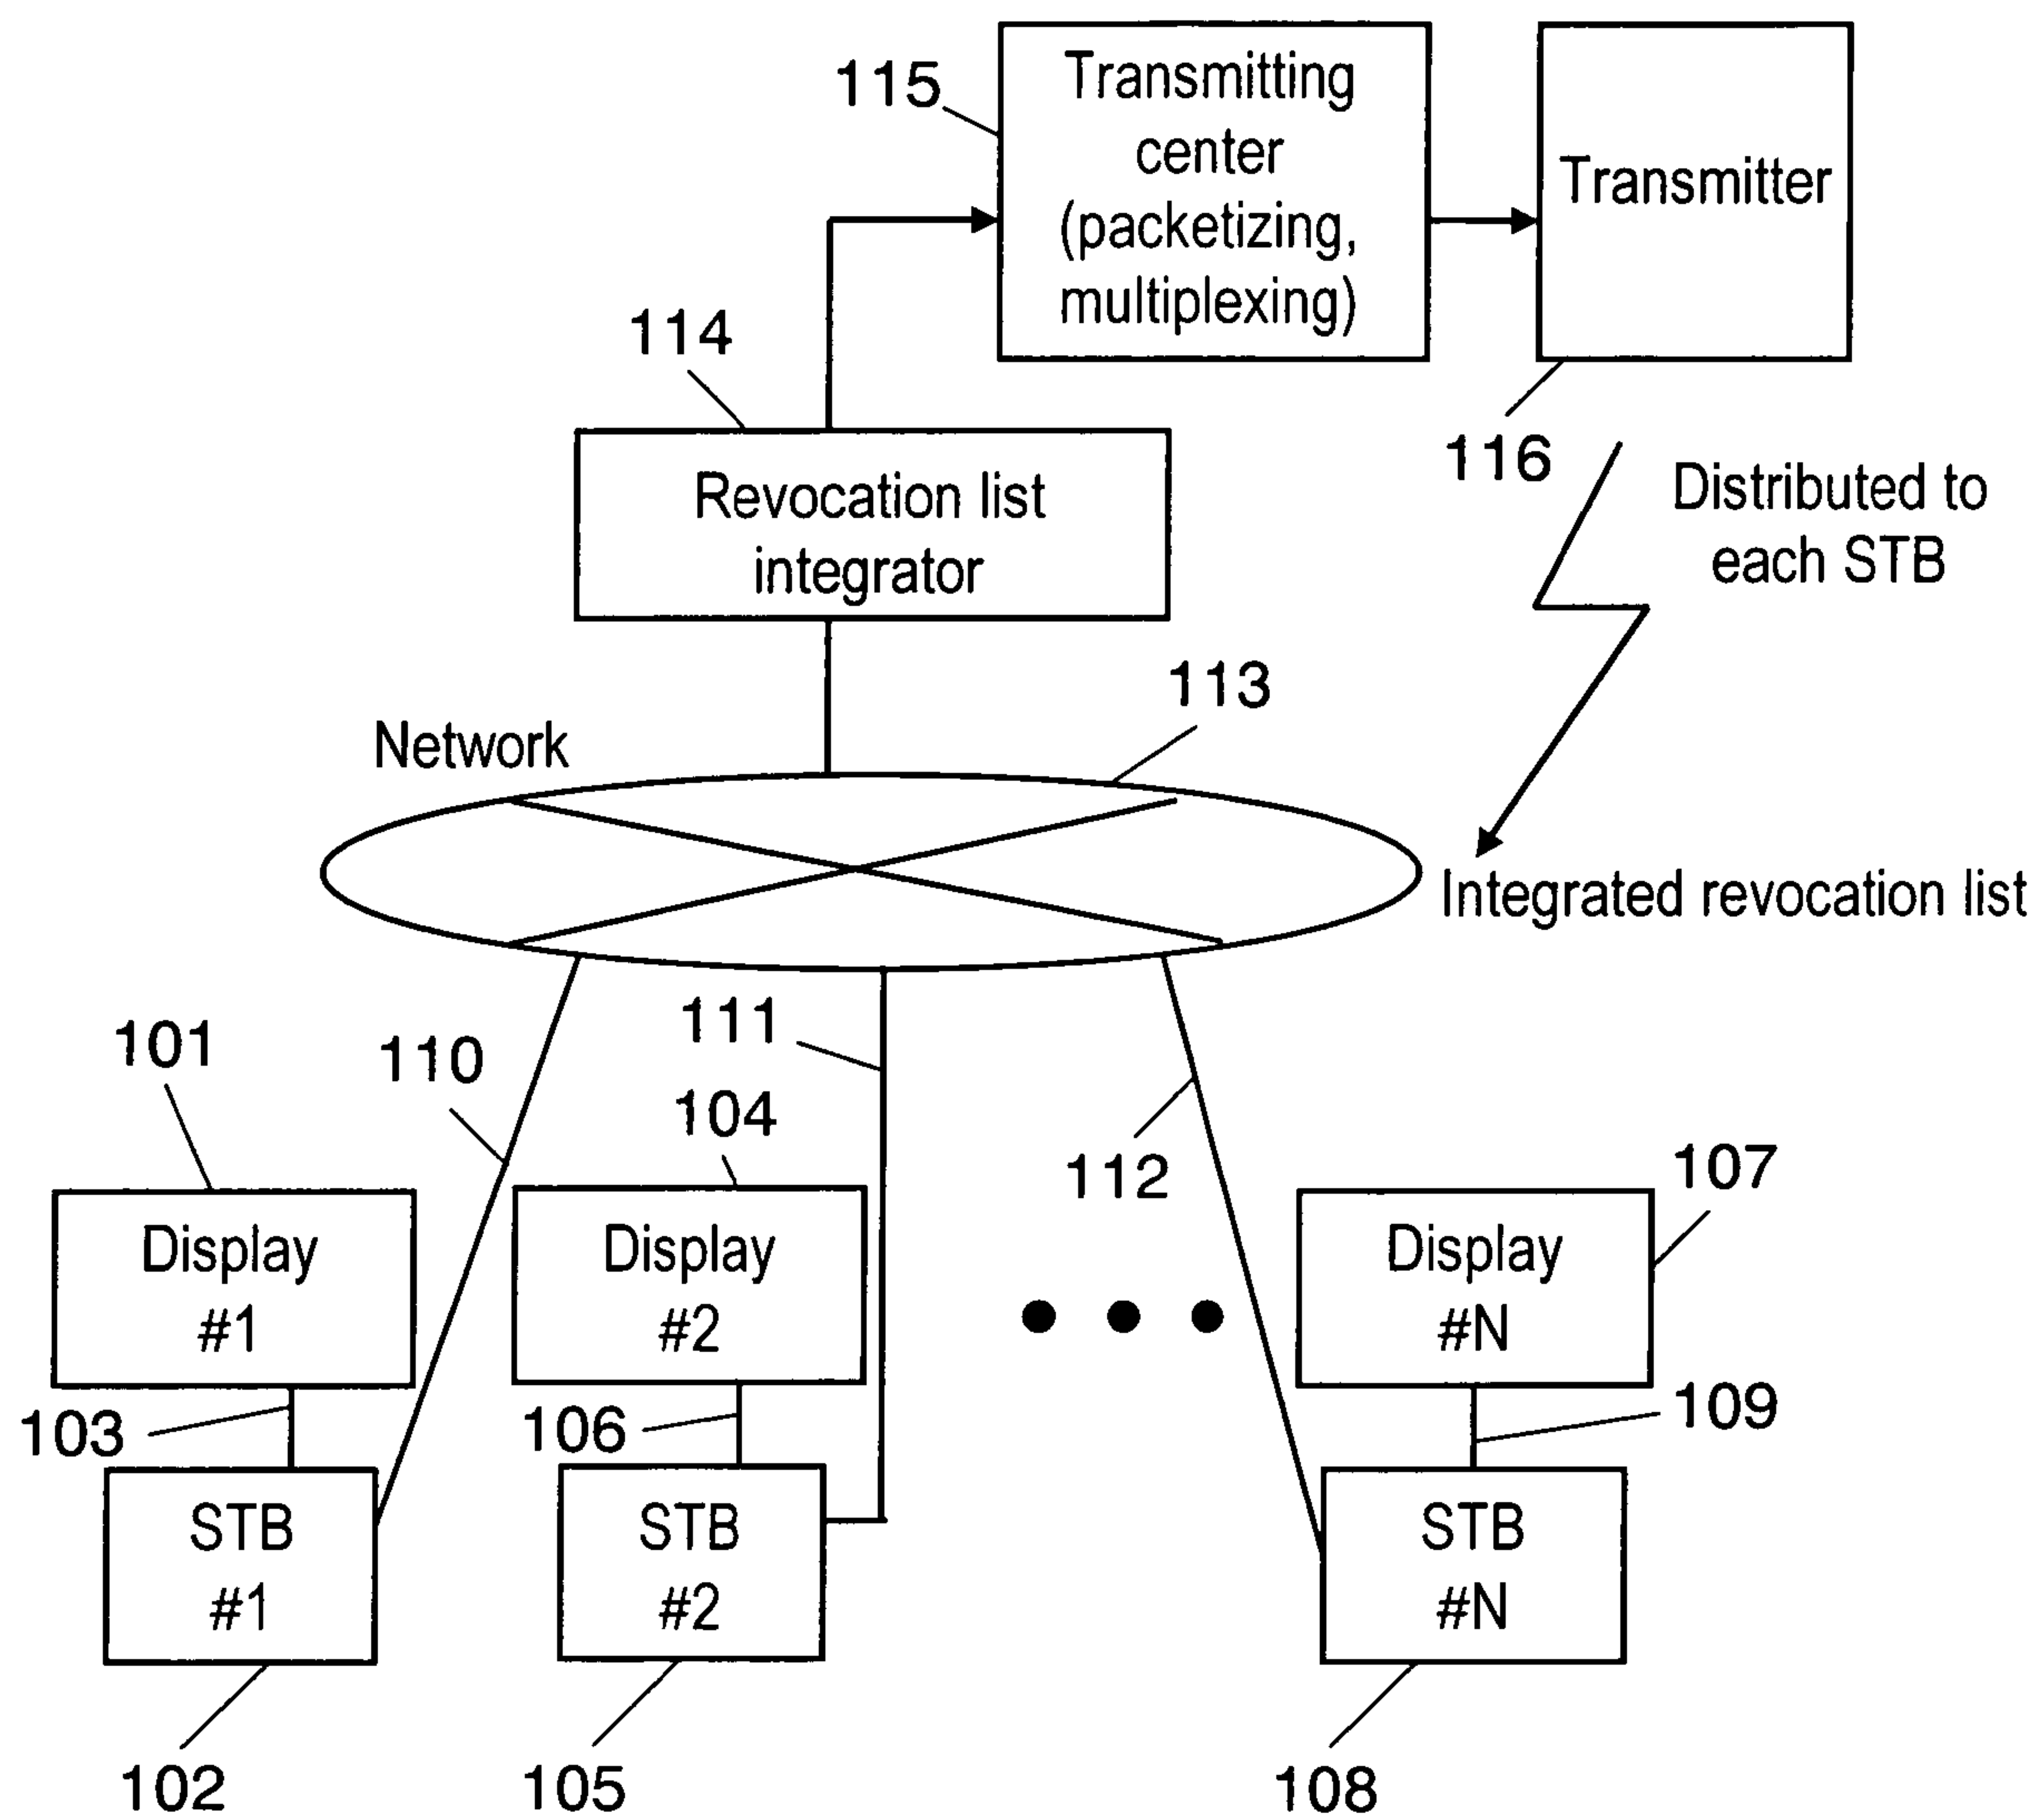 115
Transmitting
center
(packetizing,
multiplexing)
Transmitter
114
116
Revocation list
integrator
Distributed to
each STB
113
Network
Integrated revocation list
101
110
111
104
112
107
Display
#1
Display
#2
Display
#N
103
106
109
STB
#1
STB
#2
STB
#N
102
105
108